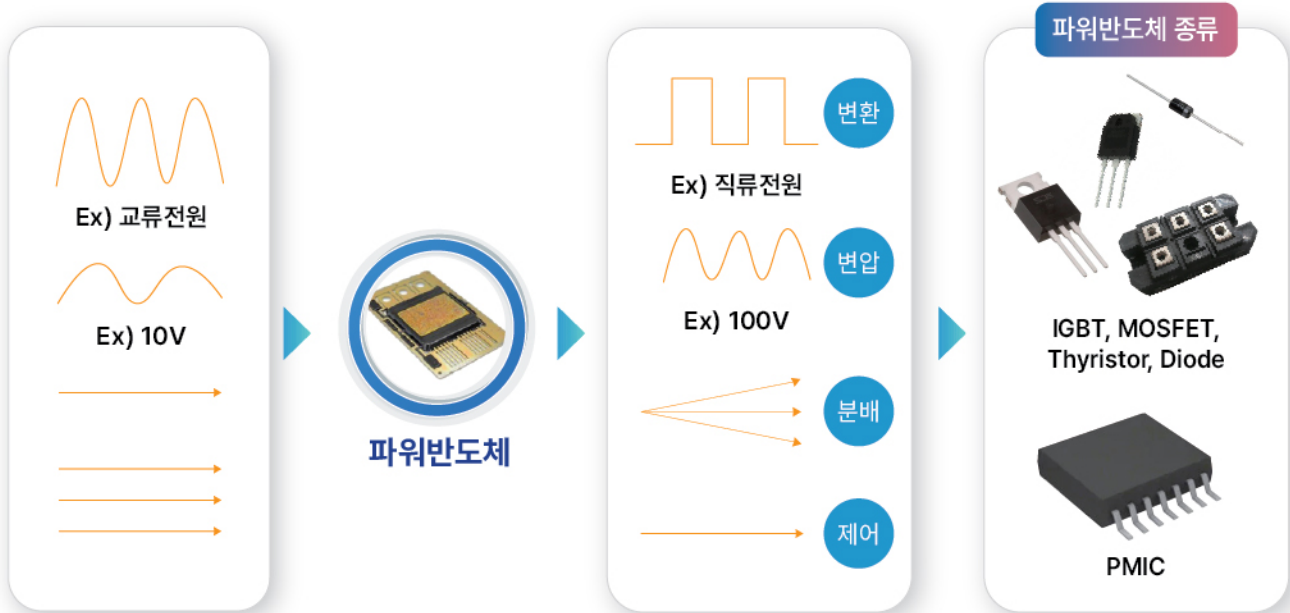 Ex) 교류전원
Ex) 10V
파워반도체
변환
Ex) 직류전원
변압
Ex) 100V
분배
제어
파워반도체 종류
IGBT, MOSFET,
Thyristor, Diode
PMIC